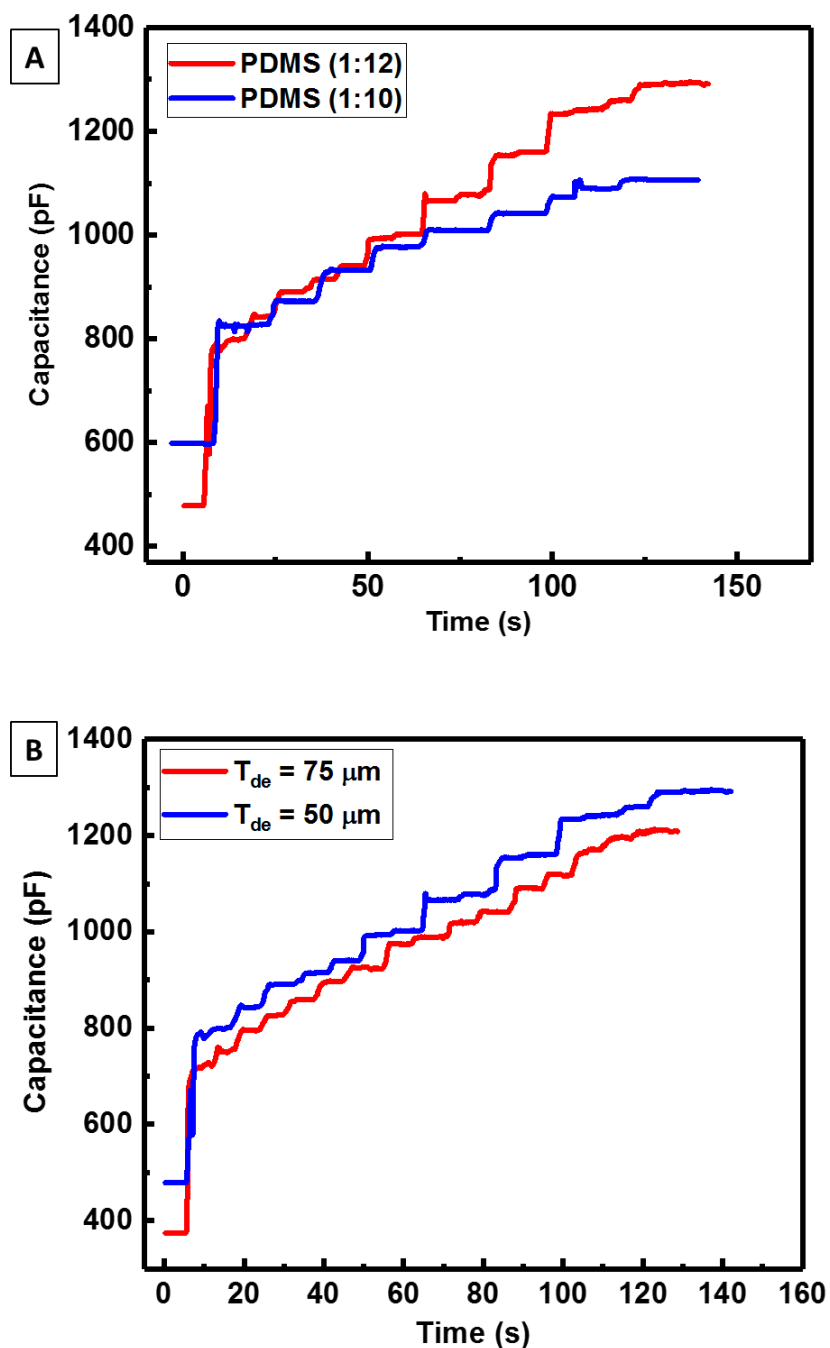 A
1400
1200
1000
800
600
400
Capacitance (pF)
PDMS (1:12)
PDMS (1:10)
0 50 100 150
Time (s)
B
1400
1200
1000
800
600
400
Capacitance (pF)
Tde = 75 μm
Tde = 50 μm
0 20 40 60 80 100 120 140 160
Time (s)